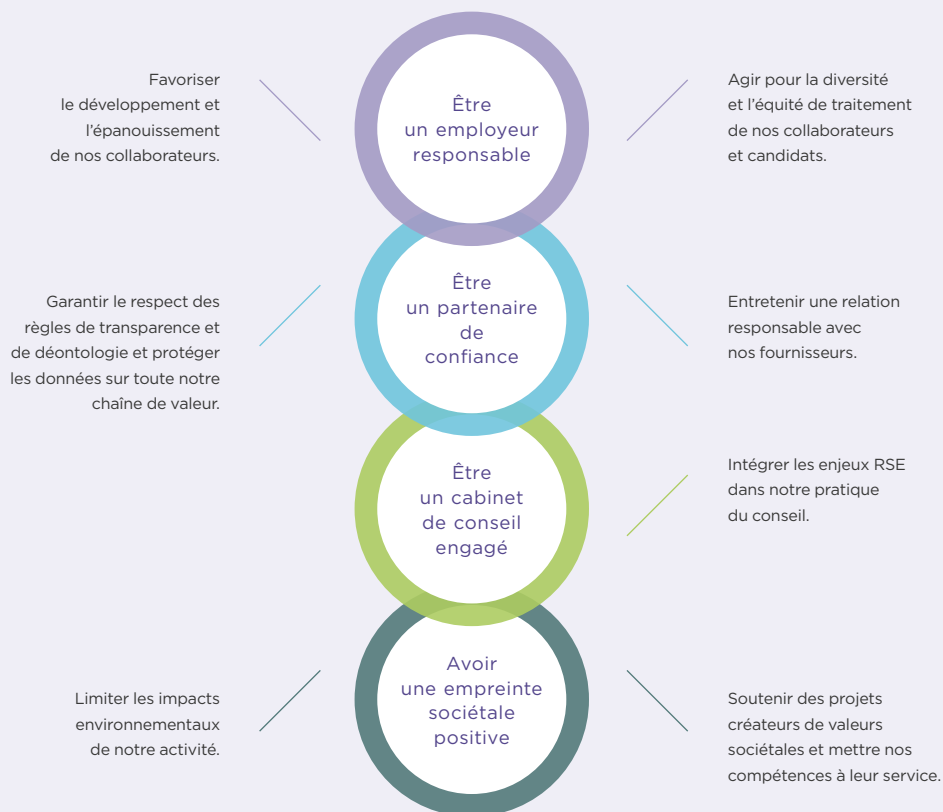 Favoriser
le développement et
l'épanouissement
de nos collaborateurs.
Être
un employeur
responsable
Agir pour la diversité
et l'équité de traitement
de nos collaborateurs
et candidats.
Garantir le respect des
règles de transparence et
de déontologie et protéger
les données sur toute notre
chaîne de valeur.
Être
un partenaire
de
confiance
Entretenir une relation
responsable avec
nos fournisseurs.
Être
un cabinet
de conseil
engagé
Intégrer les enjeux RSE
dans notre pratique
du conseil.
Limiter les impacts
environnementaux
de notre activité.
Avoir
une empreinte
sociétale
positive
Soutenir des projets
créateurs de valeurs
sociétales et mettre nos
compétences à leur service.